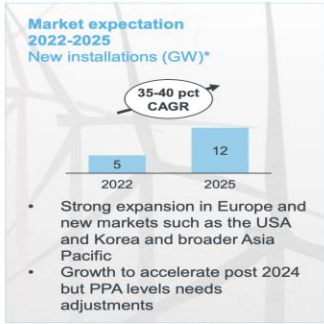 Market expectation
2022-2025
New installations (GW)*
35-40 pct
CAGR
5
12
2022
2025
• Strong expansion in Europe and
new markets such as the USA
and Korea and broader Asia
Pacific
• Growth to accelerate post 2024
but PPA levels needs
adjustments